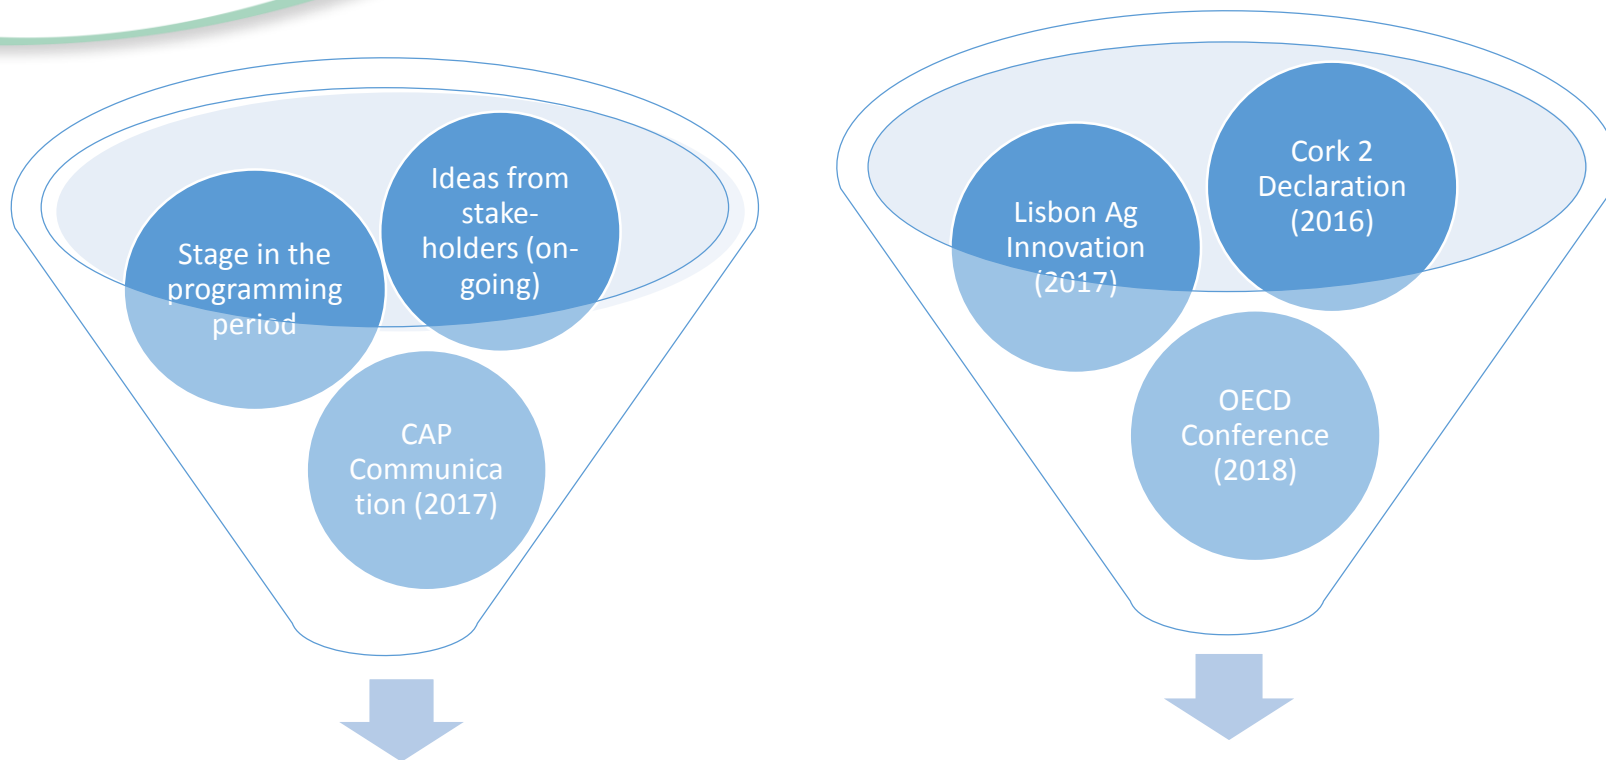 Stage in the
programming
period
Ideas from
stake-
holders (on-
going)
CAP
Communica
tion (2017)
Lisbon Ag
Innovation
(2017)
Cork 2
Declaration
(2016)
OECD
Conference
(2018)